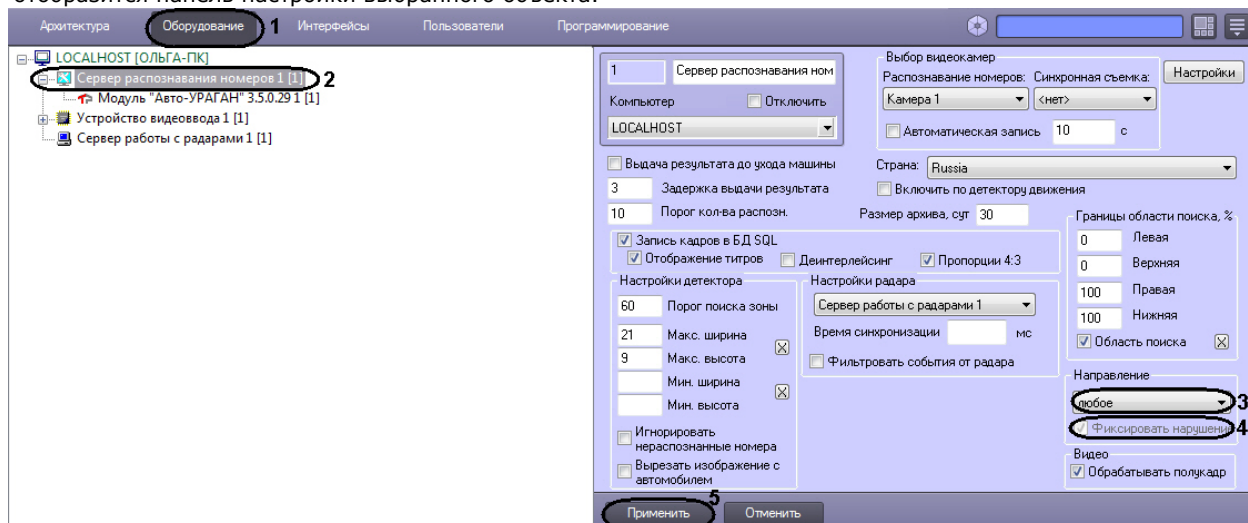 отобразится панель настройки выбранного объекта.
Архитектура Оборудование 1 Интерфейсы Пользователи Программирование
LOCALHOST [ОЛЬГА-ПК]
Сервер распознавания номеров 1 [1] 2
Модуль "Авто-УРАГАН" 3.5.0.29 1 [1]
Устройство видеоввода 1 [1]
Сервер работы с радарами 1 [1]
1 Сервер распознавания ном
Компьютер Отключить
LOCALHOST
Выбор видеокамер
Распознавание номеров: Синхронная съемка: Настройки
Камера 1 <нет>
Автоматическая запись 10 с
Выдача результата до ухода машины
3 Задержка выдачи результата
10 Порог кол-ва распозн.
Страна: Russia
Включить по детектору движения
Размер архива, сут 30
Запись кадров в БД SQL
Отображение титров Деинтерлейсинг Пропорции 4:3
Границы области поиска, %
0 Левая
0 Верхняя
100 Правая
100 Нижняя
Область поиска X
Настройки детектора
60 Порог поиска зоны
21 Макс. ширина
9 Макс. высота X
Мин. ширина
Мин. высота X
Игнорировать
нераспознанные номера
Вырезать изображение с
автомобилем
Настройки радара
Сервер работы с радарами 1
Время синхронизации мс
Фильтровать события от радара
Направление
любое 3
Фиксировать нарушение 4
Видео
Обрабатывать полукадр
Применить 5 Отменить